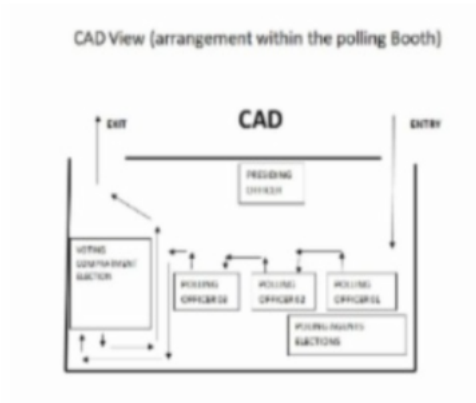 CAD View (arrangement within the polling Booth)
EXIT
CAD
ENTRY
PRESIDING
OFFICER
VOTING
COMPARTMENT
ELECTION
POLLING
OFFICER 03
POLLING
OFFICER 02
POLLING
OFFICER 01
POLING AGENTS
ELECTIONS